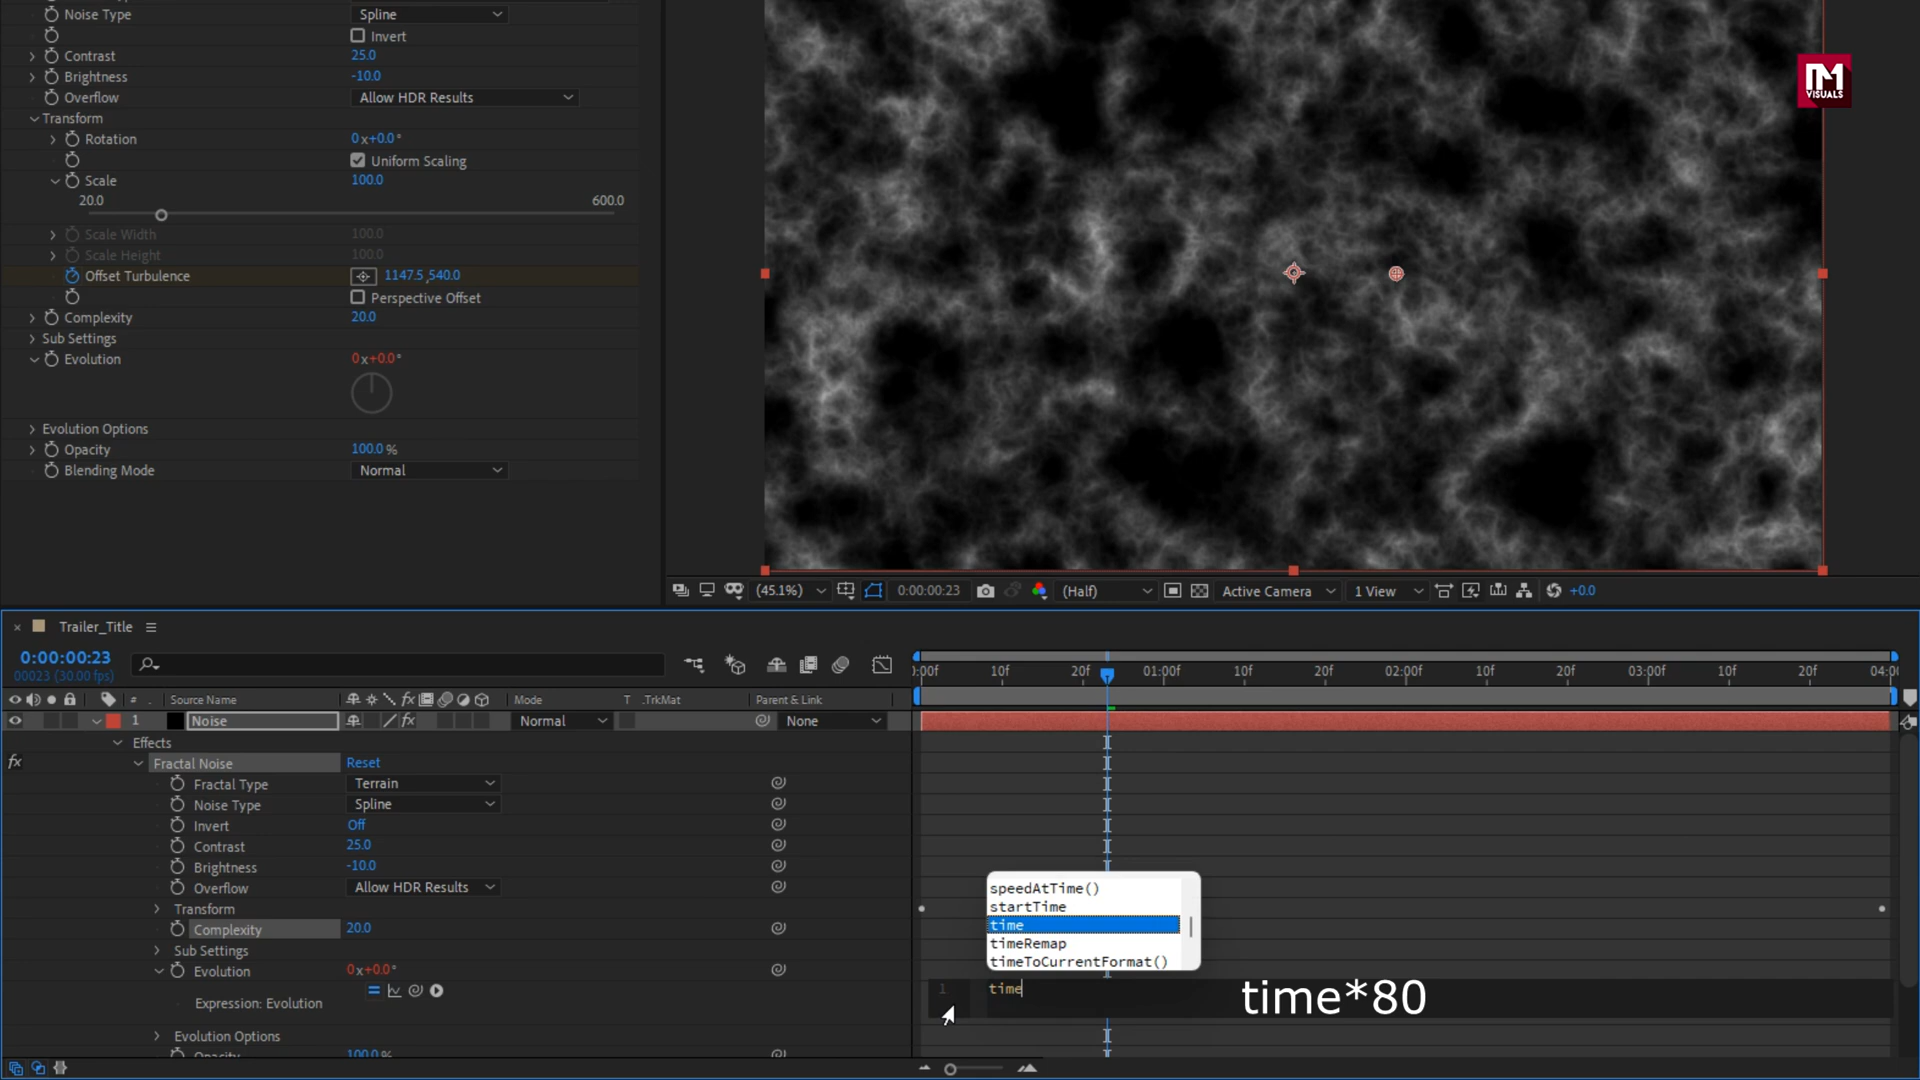 Noise Type Spline
Invert
Contrast 25.0
Brightness -10.0
Overflow Allow HDR Results
Transform
Rotation 0x+0.0°
Uniform Scaling
Scale 100.0
20.0 600.0
Scale Width 100.0
Scale Height 100.0
Offset Turbulence 1147.5,540.0
Perspective Offset
Complexity 20.0
Sub Settings
Evolution 0x+0.0°
Evolution Options
Opacity 100.0%
Blending Mode Normal
VISUALS
(45.1%) 0:00:00:23 (Half) Active Camera 1 View +0.0
× Trailer_Title
0:00:00:23
00023 (30.00 fps)
:00f 10f 20f 01:00f 10f 20f 02:00f 10f 20f 03:00f 10f 20f 04:00
# Source Name fx Mode T .TrkMat Parent & Link
1 Noise fx Normal None
Effects
fx Fractal Noise Reset
Fractal Type Terrain
Noise Type Spline
Invert Off
Contrast 25.0
Brightness -10.0
Overflow Allow HDR Results
Transform
Complexity 20.0
Sub Settings
Evolution 0x+0.0°
Expression: Evolution
Evolution Options
Opacity 100.0%
speedAtTime()
startTime
time
timeRemap
timeToCurrentFormat()
1 time
time*80